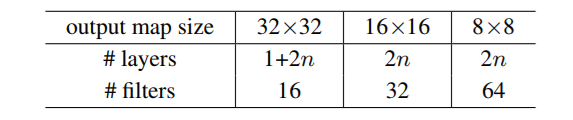 output map size 32×32 16×16 8×8
# layers 1+2n 2n 2n
# filters 16 32 64